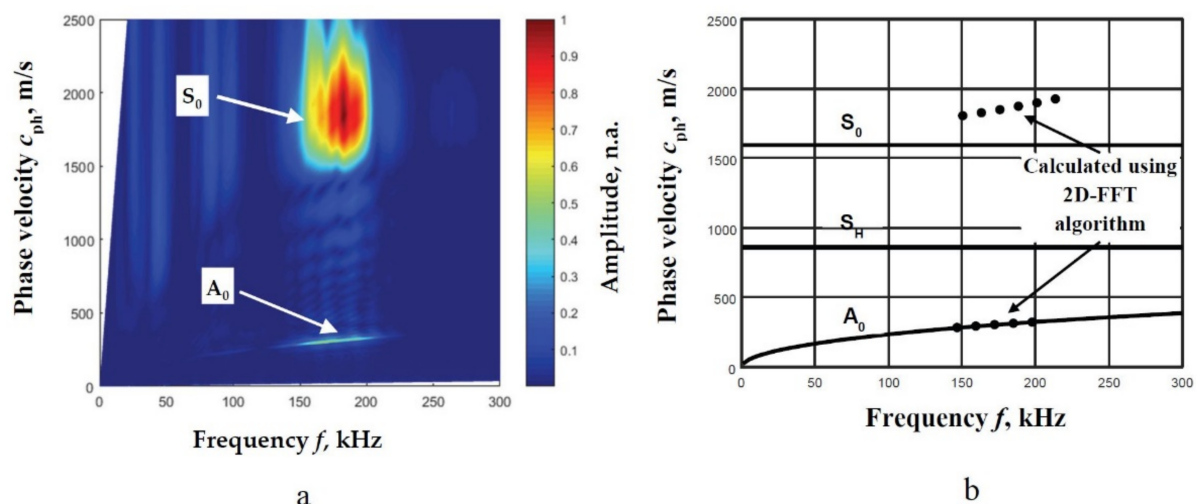 2500
2000
1500
1000
500
0
Phase velocity cph, m/s
S0
A0
0
50
100
150
200
250
300
Frequency f, kHz
1
0.9
0.8
0.7
0.6
0.5
0.4
0.3
0.2
0.1
Amplitude, n.a.
a
2500
2000
1500
1000
500
0
Phase velocity cph, m/s
S0
Calculated using
2D-FFT
algorithm
SH
A0
0
50
100
150
200
250
300
Frequency f, kHz
b